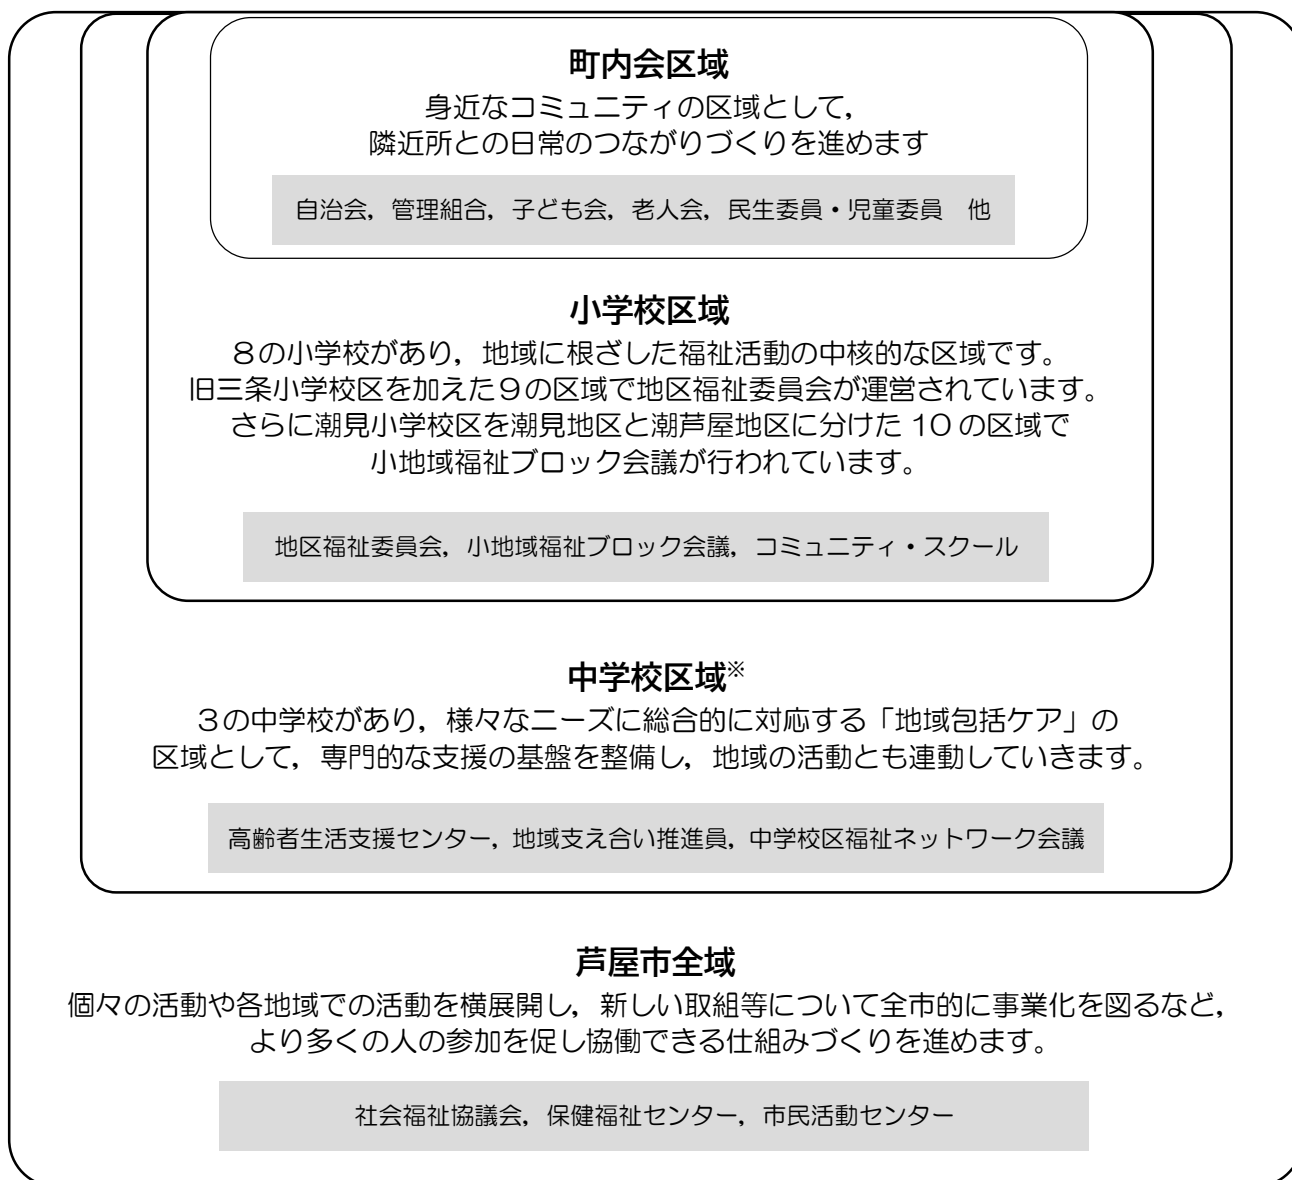 町内会区域
身近なコミュニティの区域として，
隣近所との日常のつながりづくりを進めます
自治会，管理組合，子ども会，老人会，民生委員・児童委員　他
小学校区域
８の小学校があり，地域に根ざした福祉活動の中核的な区域です。
旧三条小学校区を加えた９の区域で地区福祉委員会が運営されています。
さらに潮見小学校区を潮見地区と潮芦屋地区に分けた 10 の区域で
小地域福祉ブロック会議が行われています。
地区福祉委員会，小地域福祉ブロック会議，コミュニティ・スクール
中学校区域※
３の中学校があり，様々なニーズに総合的に対応する「地域包括ケア」の
区域として，専門的な支援の基盤を整備し，地域の活動とも連動していきます。
高齢者生活支援センター，地域支え合い推進員，中学校区福祉ネットワーク会議
芦屋市全域
個々の活動や各地域での活動を横展開し，新しい取組等について全市的に事業化を図るなど，
より多くの人の参加を促し協働できる仕組みづくりを進めます。
社会福祉協議会，保健福祉センター，市民活動センター